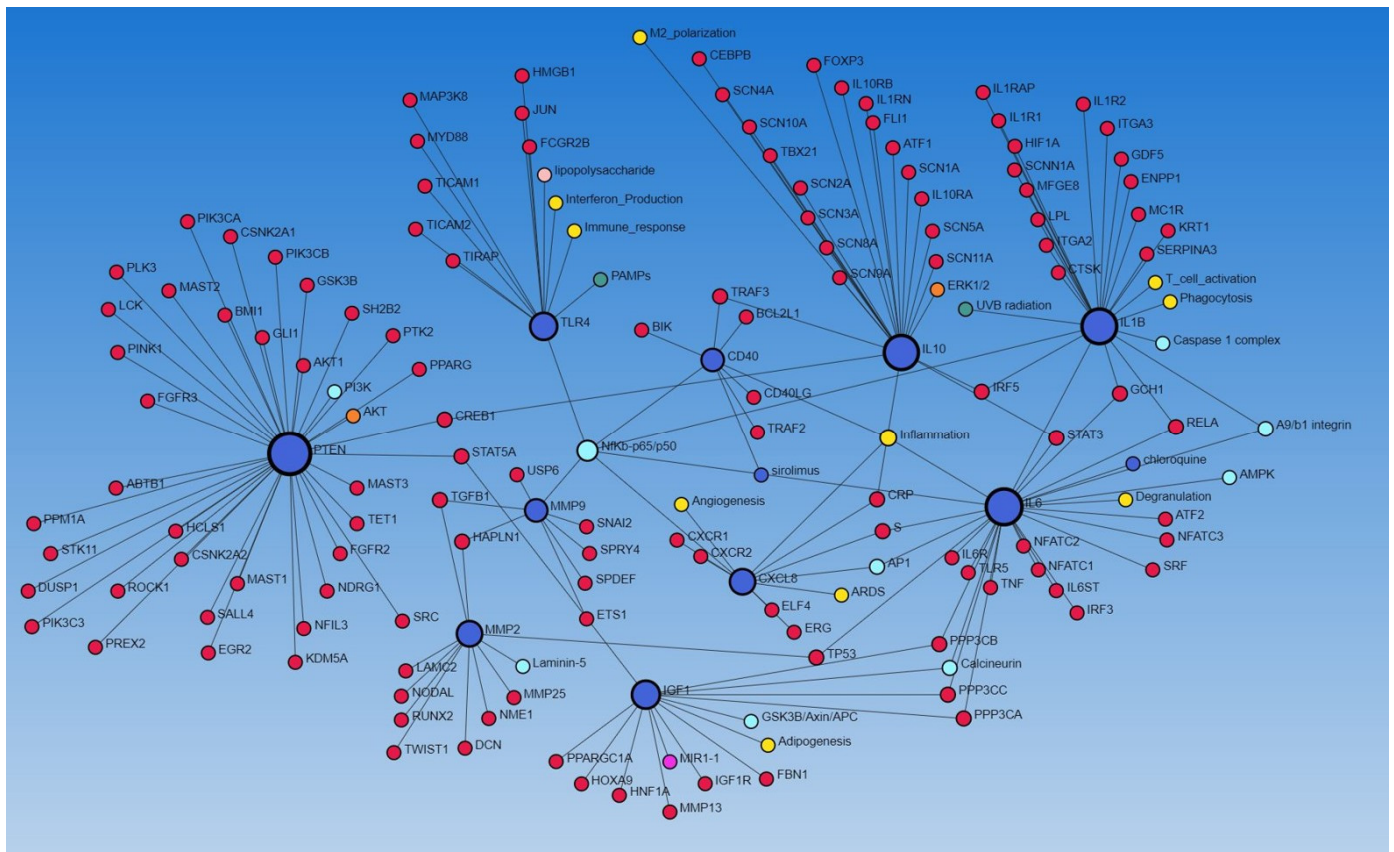 M2_polarization
CEBPB
FOXP3
HMGB1
IL10RB
IL1RAP
SCN4A
IL1RN
MAP3K8
IL1R2
JUN
SCN10A
FLI1
IL1R1
ITGA3
MYD88
FCGR2B
TBX21
ATF1
HIF1A
GDF5
lipopolysaccharide
SCN1A
SCNN1A
TICAM1
SCN2A
MFGE8
ENPP1
Interferon_Production
IL10RA
PIK3CA
SCN3A
LPL
MC1R
TICAM2
Immune_response
SCN5A
KRT1
CSNK2A1
SCN8A
ITGA2
SERPINA3
PIK3CB
TIRAP
SCN11A
CTSK
PLK3
GSK3B
PAMPs
SCN9A
T_cell_activation
MAST2
ERK1/2
TRAF3
Phagocytosis
LCK
BMI1
SH2B2
UVB radiation
BCL2L1
TLR4
BIK
IL1B
GLI1
PTK2
Caspase 1 complex
PINK1
CD40
IL10
AKT1
PPARG
PI3K
CD40LG
IRF5
GCH1
FGFR3
AKT
CREB1
TRAF2
A9/b1 integrin
RELA
Inflammation
STAT3
PTEN
NfKb-p65/p50
STAT5A
chloroquine
USP6
sirolimus
AMPK
ABTB1
MAST3
TGFB1
Angiogenesis
CRP
Degranulation
MMP9
IL6
PPM1A
TET1
ATF2
HCLS1
SNAI2
S
HAPLN1
CXCR1
NFATC2
NFATC3
STK11
CSNK2A2
FGFR2
SPRY4
CXCR2
IL6R
AP1
TLR5
NFATC1
SRF
DUSP1
ROCK1
MAST1
NDRG1
SPDEF
CXCL8
TNF
IL6ST
ARDS
SALL4
ETS1
ELF4
IRF3
PIK3C3
NFIL3
SRC
ERG
MMP2
PREX2
EGR2
PPP3CB
KDM5A
TP53
LAMC2
Laminin-5
Calcineurin
NODAL
MMP25
IGF1
PPP3CC
RUNX2
NME1
GSK3B/Axin/APC
PPP3CA
TWIST1
DCN
Adipogenesis
PPARGC1A
MIR1-1
HOXA9
IGF1R
FBN1
HNF1A
MMP13